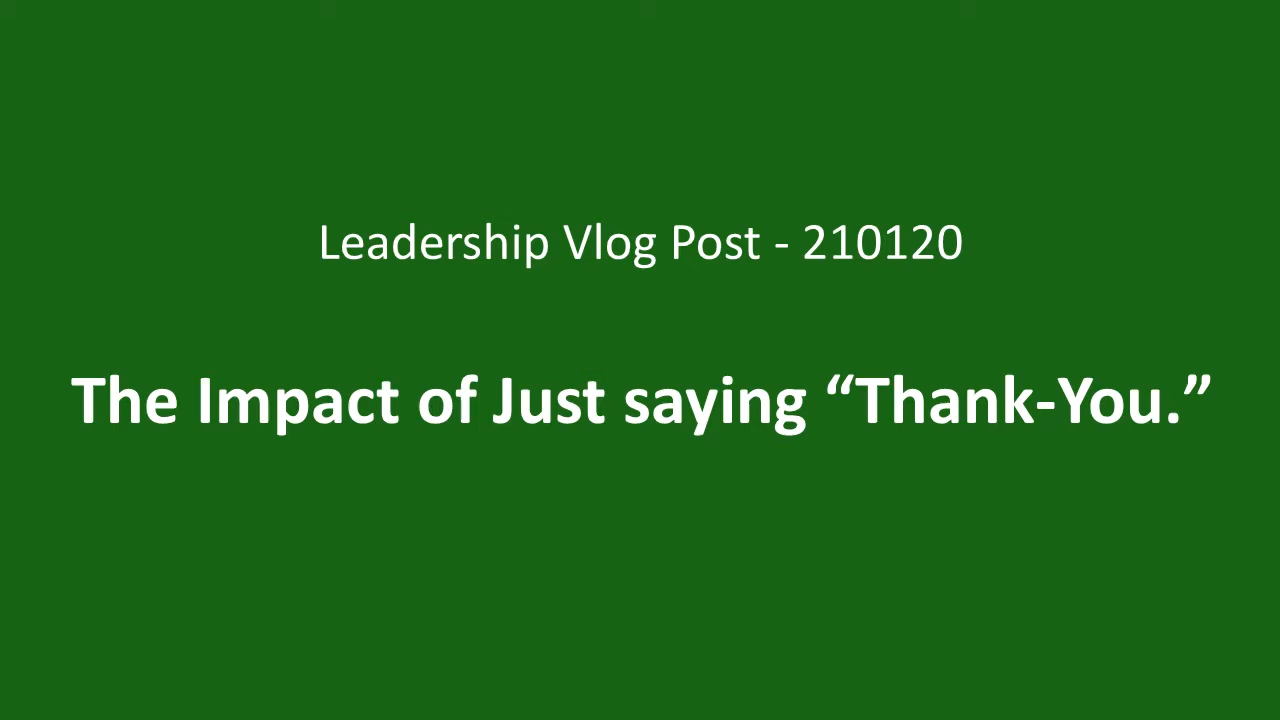 Leadership Vlog Post - 210120
The Impact of Just saying “Thank-You.”